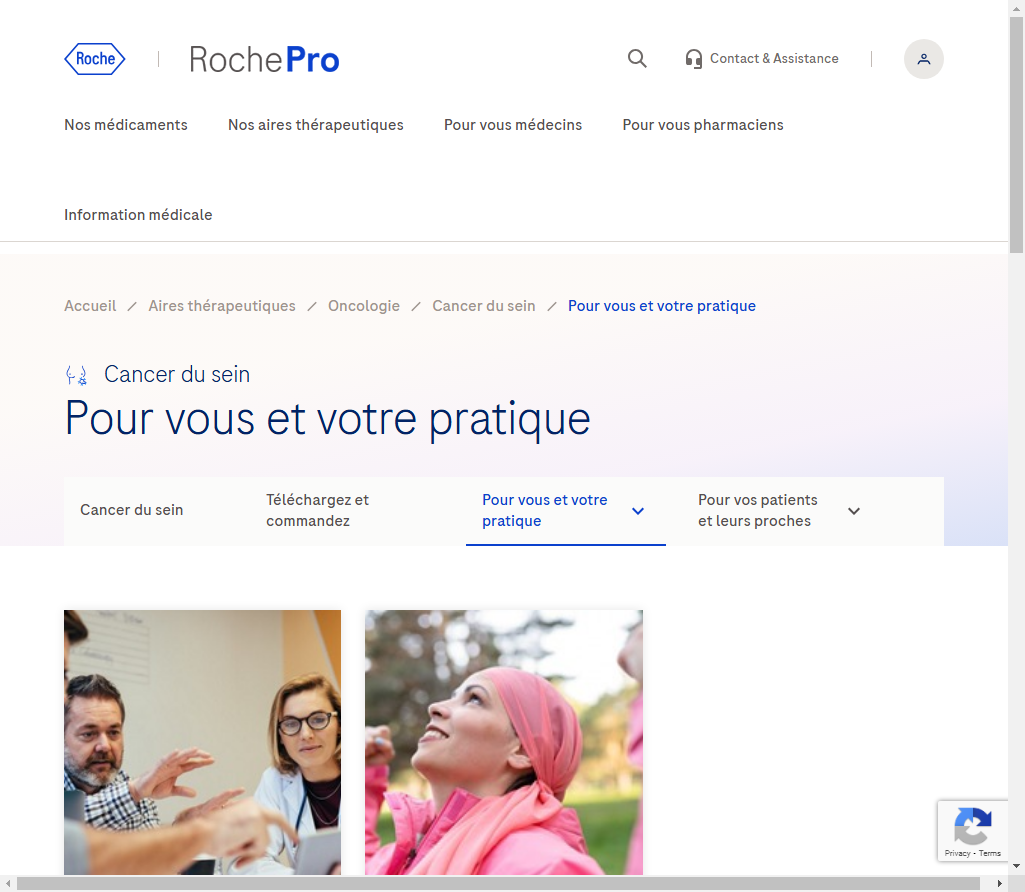 Roche
RochePro
Contact & Assistance
Nos médicaments
Nos aires thérapeutiques
Pour vous médecins
Pour vous pharmaciens
Information médicale
Accueil / Aires thérapeutiques / Oncologie / Cancer du sein / Pour vous et votre pratique
Cancer du sein
Pour vous et votre pratique
Cancer du sein
Téléchargez et
commandez
Pour vous et votre
pratique
Pour vos patients
et leurs proches
Privacy - Terms